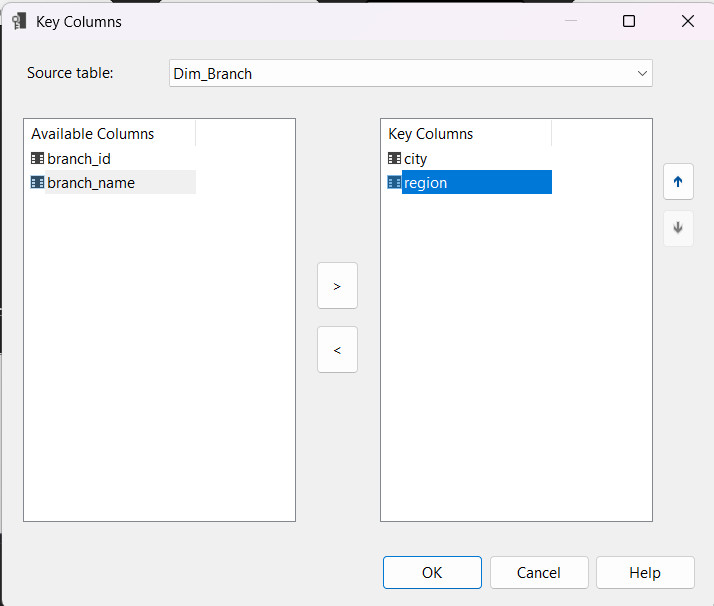 Key Columns
Source table:
Dim_Branch
Available Columns
branch_id
branch_name
>
<
Key Columns
city
region
OK
Cancel
Help